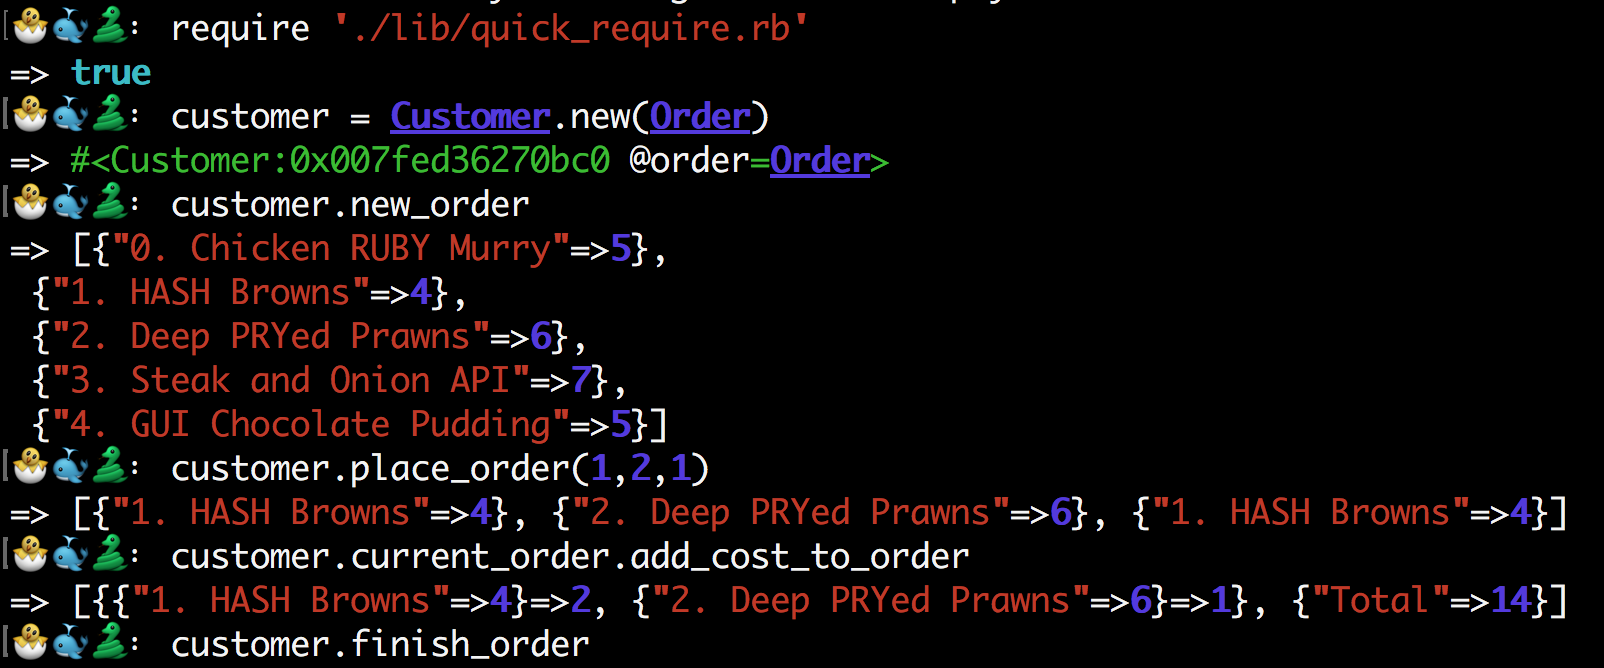 🐣🐳🐍: require './lib/quick_require.rb'
=> true
🐣🐳🐍: customer = Customer.new(Order)
=> #<Customer:0x007fed36270bc0 @order=Order>
🐣🐳🐍: customer.new_order
=> [{"0. Chicken RUBY Murry"=>5},
{"1. HASH Browns"=>4},
{"2. Deep PRYed Prawns"=>6},
{"3. Steak and Onion API"=>7},
{"4. GUI Chocolate Pudding"=>5}]
🐣🐳🐍: customer.place_order(1,2,1)
=> [{"1. HASH Browns"=>4}, {"2. Deep PRYed Prawns"=>6}, {"1. HASH Browns"=>4}]
🐣🐳🐍: customer.current_order.add_cost_to_order
=> [{{"1. HASH Browns"=>4}=>2, {"2. Deep PRYed Prawns"=>6}=>1}, {"Total"=>14}]
🐣🐳🐍: customer.finish_order